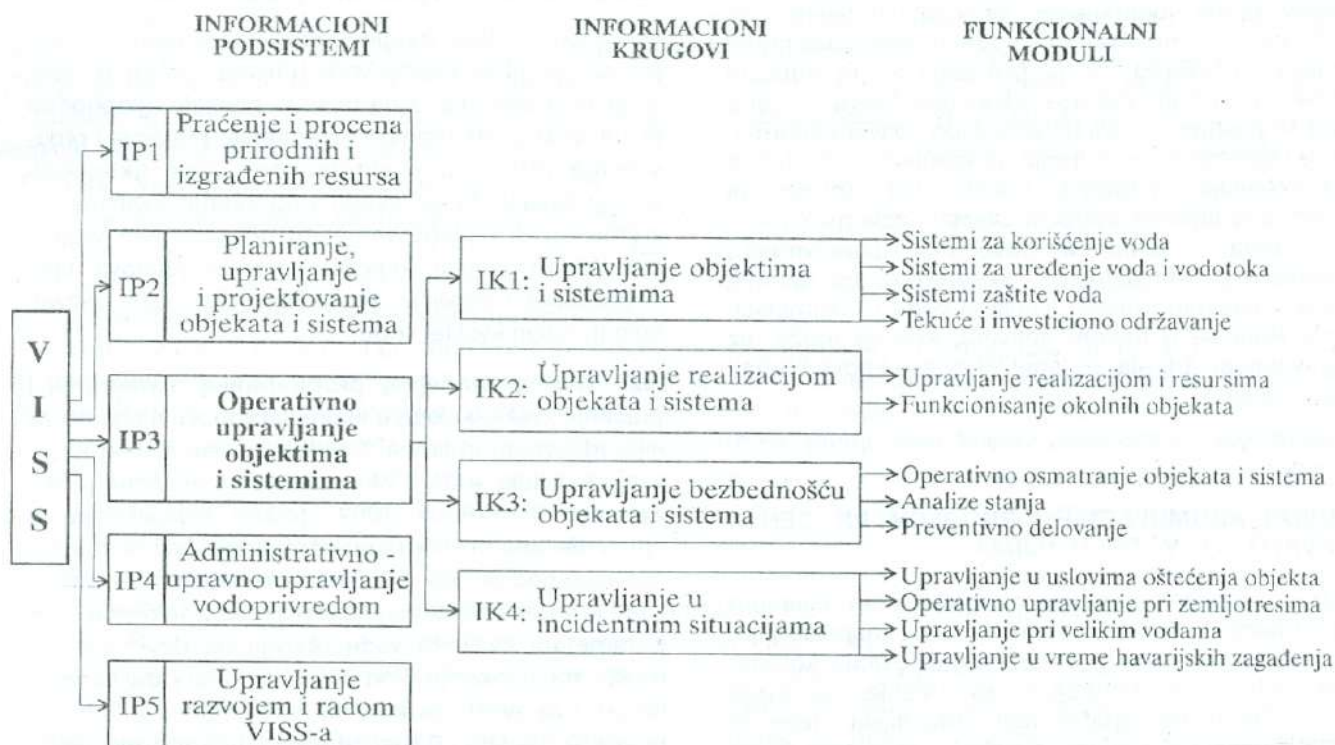 INFORMACIONI
PODSISTEMI
INFORMACIONI
KRUGOVI
FUNKCIONALNI
MODULI
V
I
S
S
IP1
Praćenje i procena
prirodnih i
izgrađenih resursa
IP2
Planiranje,
upravljanje
i projektovanje
objekata i sistema
IP3
Operativno
upravljanje
objektima
i sistemima
IP4
Administrativno -
upravno upravljanje
vodoprivredom
IP5
Upravljanje
razvojem i radom
VISS-a
IK1: Upravljanje objektima
i sistemima
IK2: Upravljanje realizacijom
objekata i sistema
IK3: Upravljanje bezbednošću
objekata i sistema
IK4: Upravljanje u
incidentnim situacijama
Sistemi za korišćenje voda
Sistemi za uređenje voda i vodotoka
Sistemi zaštite voda
Tekuće i investiciono održavanje
Upravljanje realizacijom i resursima
Funkcionisanje okolnih objekata
Operativno osmatranje objekata i sistema
Analize stanja
Preventivno delovanje
Upravljanje u uslovima oštećenja objekta
Operativno upravljanje pri zemljotresima
Upravljanje pri velikim vodama
Upravljanje u vreme havarijskih zagađenja